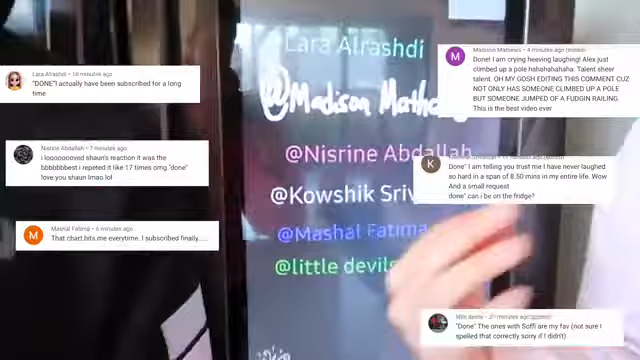 Lara Alrashdi
@Madison
@Nisrine Abdallah
@Kowshik
@Mashal Fatima
@little devils
Lara Alrashdi • 18 minutes ago
"DONE"I actually have been subscribed for a long
time
Nisrine Abdallah • 7 minutes ago
i looooooved shaun's reaction it was the
bbbbbbest i repeted it like 17 times omg "done"
love you shaun lmao lol
Mashal Fatima • 6 minutes ago
That chart bits me everytime. I subscribed finally.....
Madison Mathews • 4 minutes ago (edited)
Done! I am crying heeving laughing! Alex just
climbed up a pole hahahahahaha. Talent sheer
talent. OH MY GOSH EDITING THIS COMMENT CUZ
NOT ONLY HAS SOMEONE CLIMBED UP A POLE
BUT SOMEONE JUMPED OF A FUDGIN RAILING.
This is the best video ever
Done" I am telling you trust me I have never laughed
so hard in a span of 8.50 mins in my entire life. Wow
And a small request
done" can i be on the fridge?
minutes ago
"Done" The ones with Soffi are my fav (not sure I
spelled that correctly sorry if I didn't)